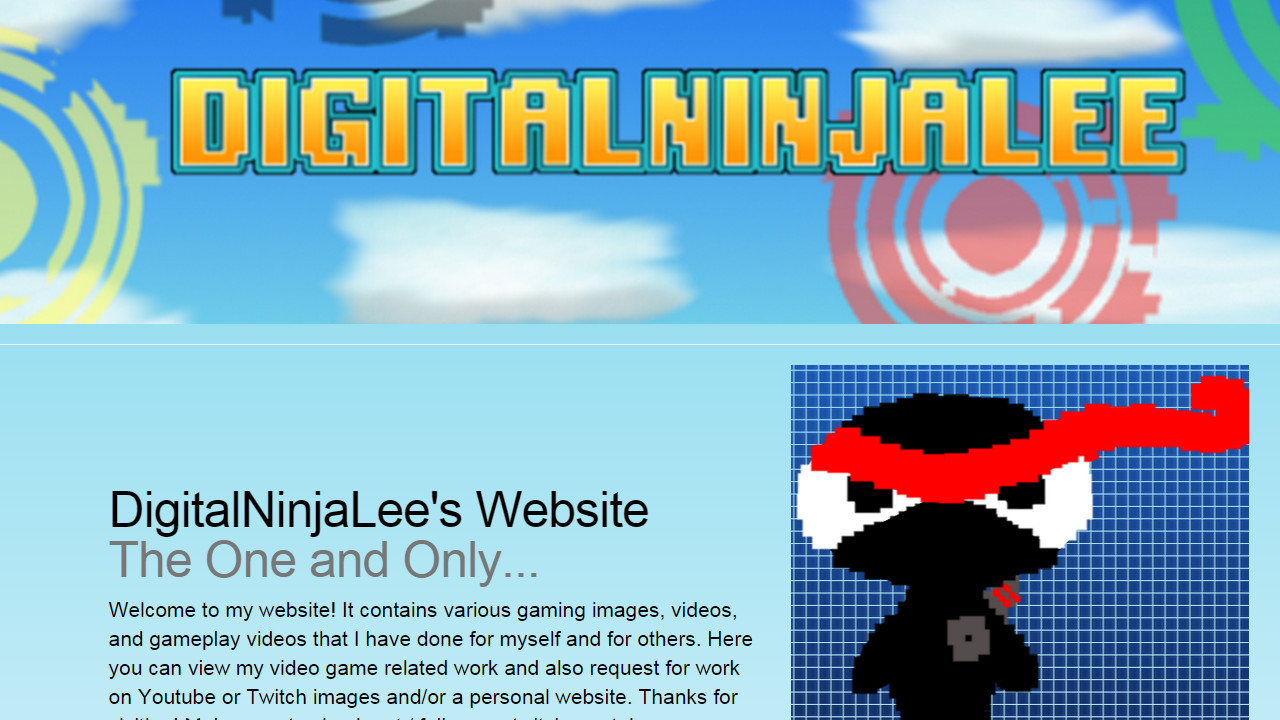 DIGITALNINJALEE
DigitalNinjaLee's Website
The One and Only...
Welcome to my website! It contains various gaming images, videos,
and gameplay videos that I have done for myself and for others. Here
you can view my video game related work and also request for work
on Youtube or Twitch images and/or a personal website. Thanks for